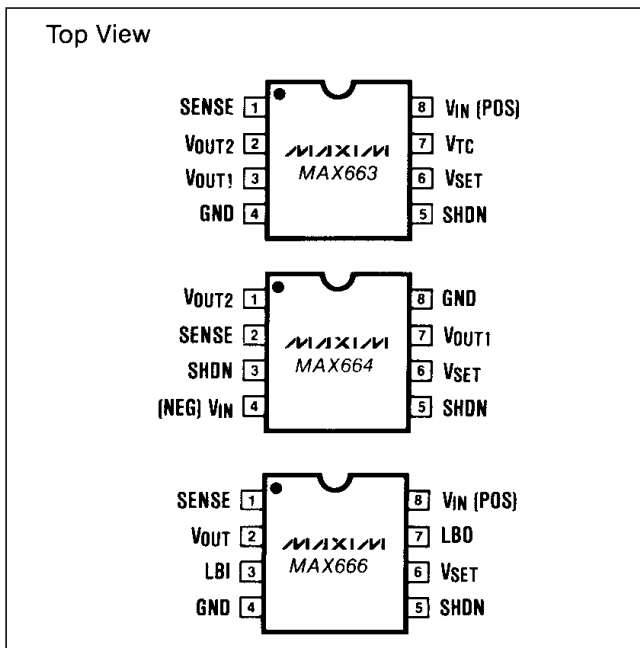 Top View
SENSE 1 8 VIN (POS)
VOUT2 2 MAXIM 7 VTC
VOUT1 3 MAX663 6 VSET
GND 4 5 SHDN
VOUT2 1 8 GND
SENSE 2 MAXIM 7 VOUT1
SHDN 3 MAX664 6 VSET
(NEG) VIN 4 5 SHDN
SENSE 1 8 VIN (POS)
VOUT 2 MAXIM 7 LBO
LBI 3 MAX666 6 VSET
GND 4 5 SHDN